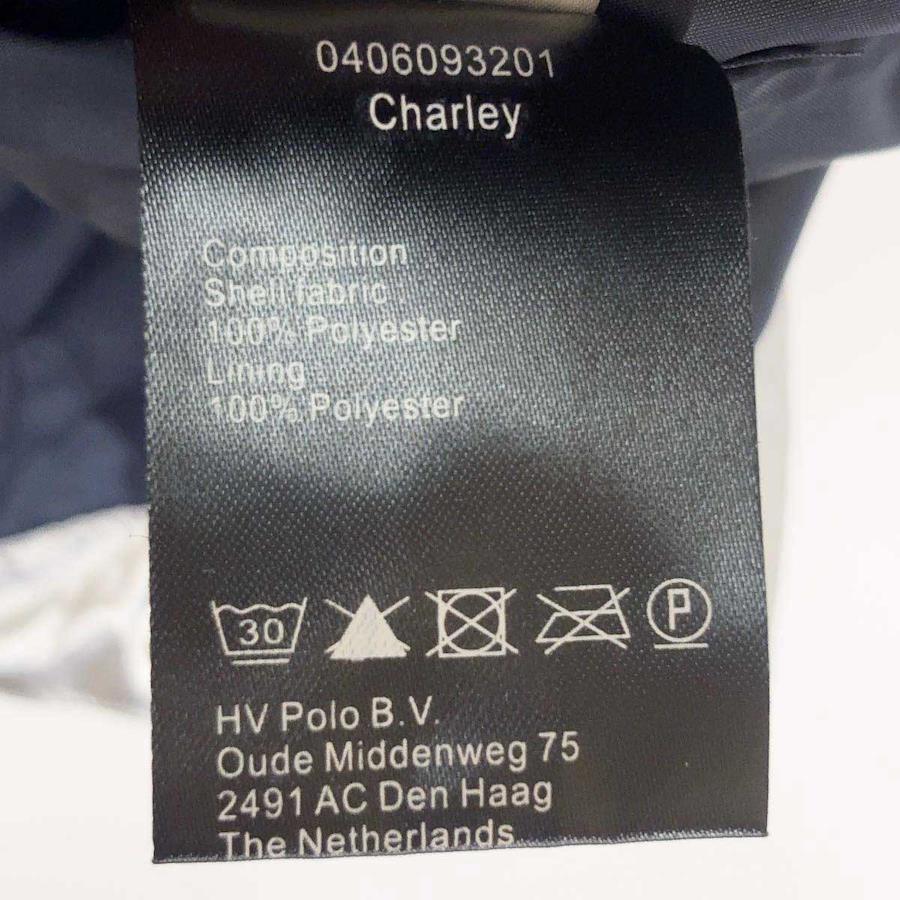 0406093201
Charley
Composition
Shell fabric :
100% Polyester
Lining
100% Polyester
30
P
HV Polo B.V.
Oude Middenweg 75
2491 AC Den Haag
The Netherlands